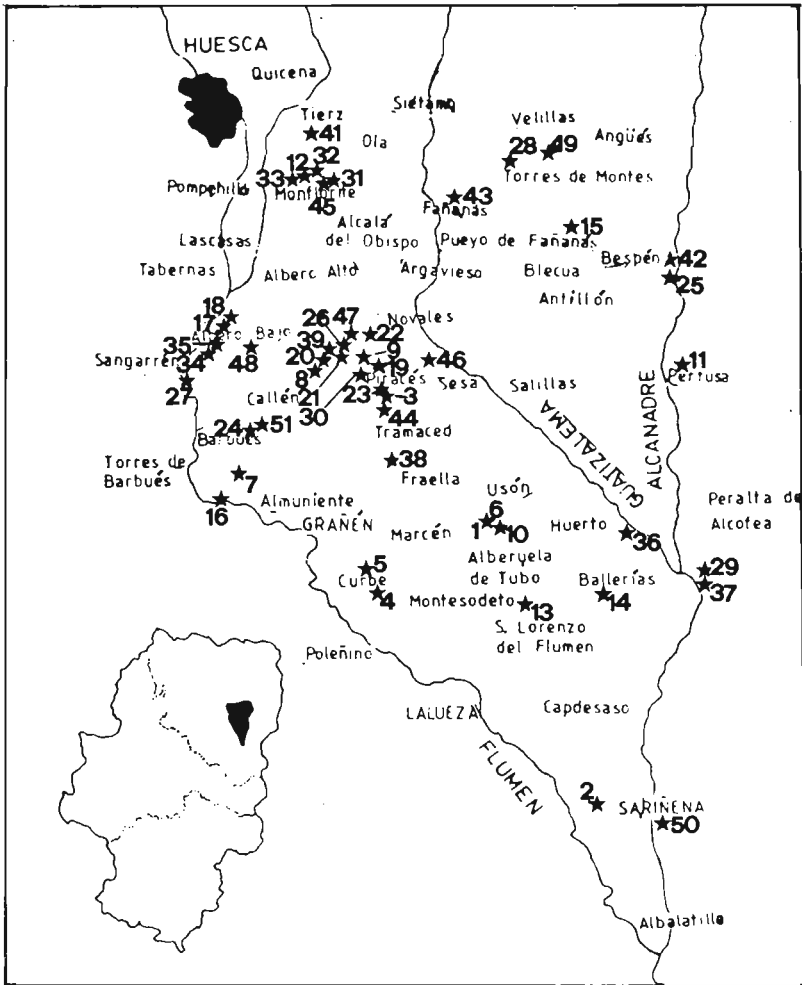 HUESCA
Quicena
Siétamo
Tierz
41
Velillas
Angüés
Ola
28
49
12
32
33
31
Torres de Montes
Pompenillo
Monflorite
45
43
Fañanás
15
Alcalá
del Obispo
Pueyo de Fañanás
Lascasas
Bespén
42
Tabernas
Albero Alto
Argavieso
Blecua
25
Antillón
18
17
26
47
Novales
22
35
Albero Bajo
39
9
Sangarrén
34
48
20
19
46
11
27
8
Piracés
Sesa
Salillas
Pertusa
21
23
3
Callén
30
44
GUATIZALEMA
ALCANADRE
24
51
Barbués
Tramaced
38
Torres de
Barbués
7
Fraella
Usón
16
Almuniente
GRAÑÉN
Marcén
6
1
10
Huerto
36
Peralta de
Alcofea
Alberuela
de Tubo
5
Curbe
4
Ballerías
29
37
Montesodeto
13
14
S. Lorenzo
del Flumen
Poleñino
LALUEZA
Capdesaso
FLUMEN
2
SARIÑENA
50
Albalatillo